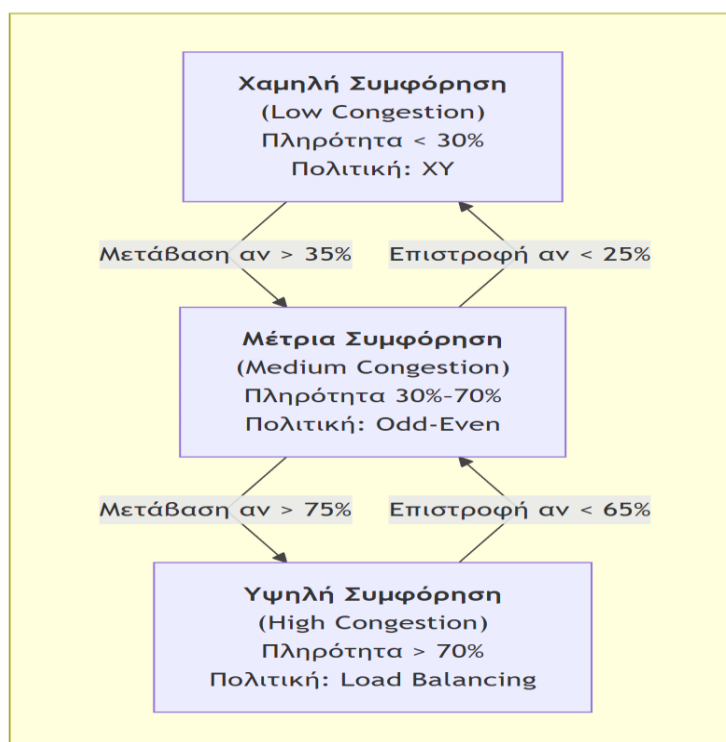 Χαμηλή Συμφόρηση
(Low Congestion)
Πληρότητα < 30%
Πολιτική: XY
Μετάβαση αν > 35%
Επιστροφή αν < 25%
Μέτρια Συμφόρηση
(Medium Congestion)
Πληρότητα 30%-70%
Πολιτική: Odd-Even
Μετάβαση αν > 75%
Επιστροφή αν < 65%
Υψηλή Συμφόρηση
(High Congestion)
Πληρότητα > 70%
Πολιτική: Load Balancing